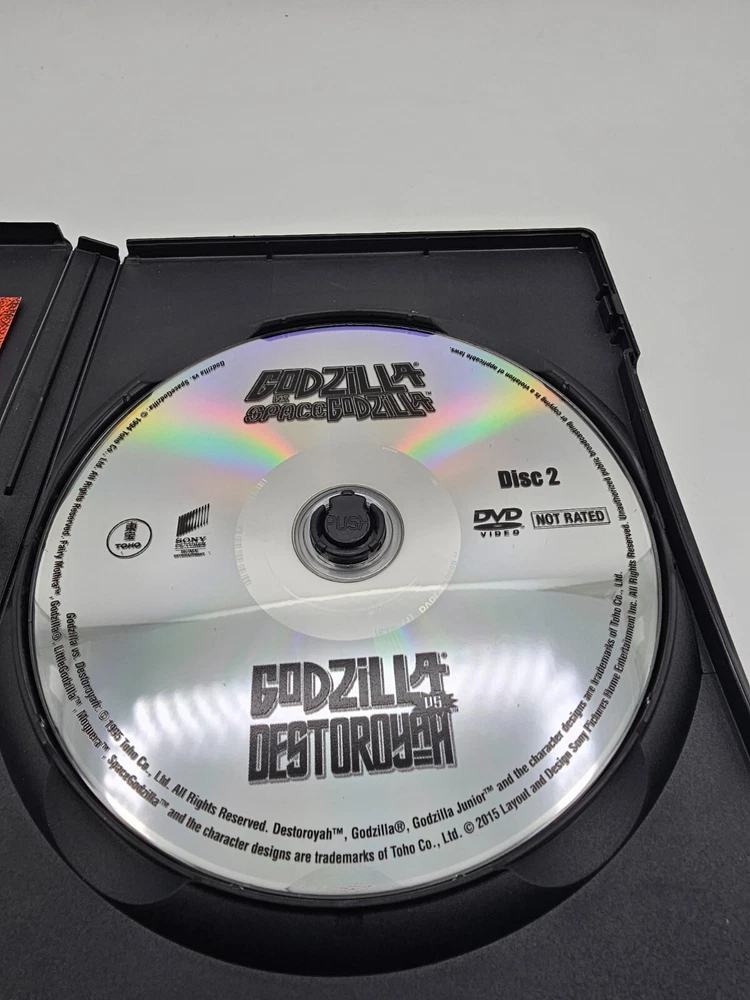 GODZILLA®
VS.
SPACEGODZILLA™
Disc 2
DVD
VIDEO
NOT RATED
TOHO
SONY
PUSH
GODZILLA®
VS
DESTOROYAH
Godzilla vs. SpaceGodzilla: © 1994 Toho Co., Ltd. All Rights Reserved. Fairy Mothra™, Godzilla®, LittleGodzilla™, Moguera™, SpaceGodzilla™ and the character designs are trademarks of Toho Co., Ltd. © 2015 Layout and Design Sony Pictures Home Entertainment Inc. All Rights Reserved. Unauthorized public broadcasting or copying is a violation of applicable laws.
Godzilla vs. Destoroyah: © 1995 Toho Co., Ltd. All Rights Reserved. Destoroyah™, Godzilla®, Godzilla Junior™ and the character designs are trademarks of Toho Co., Ltd.